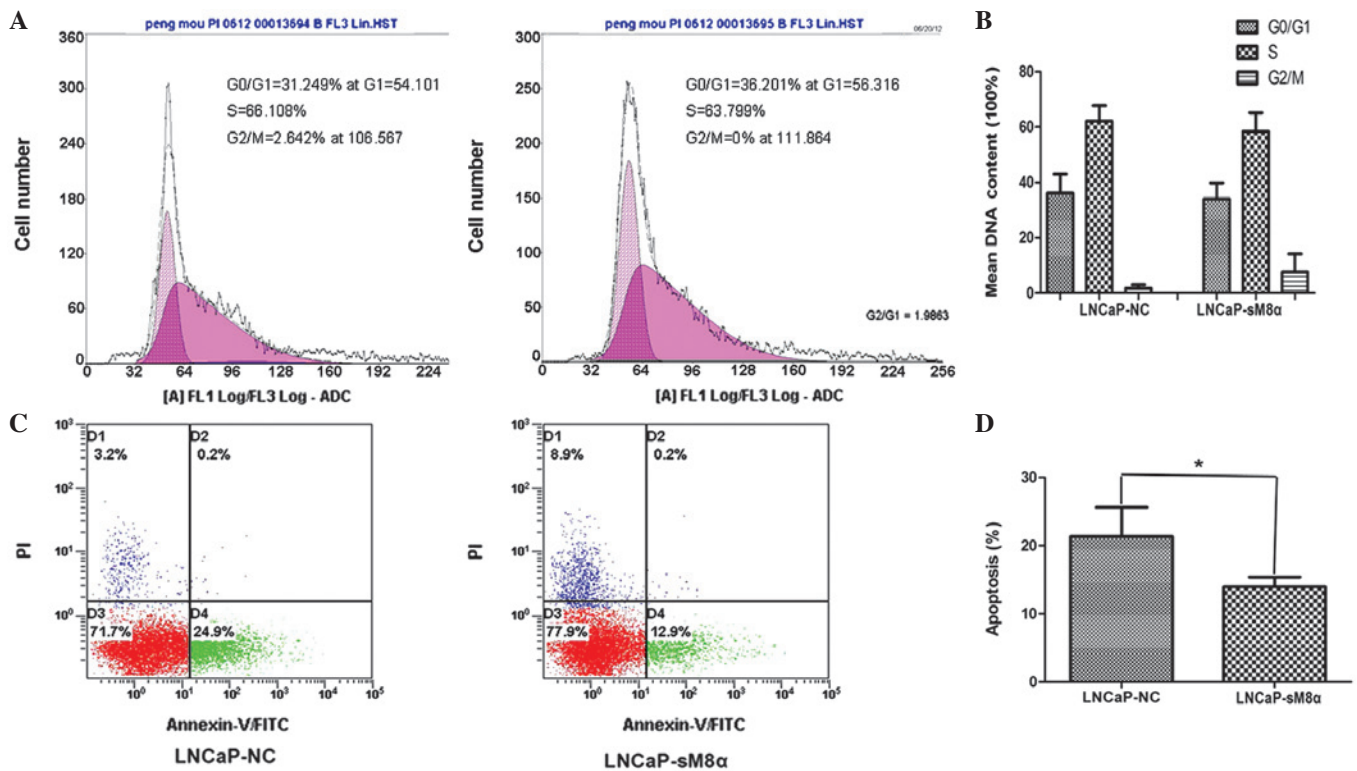 A
peng mou PI 0612 00013694 B FL3 Lin.HST
360
300
240
180
120
60
0
Cell number
G0/G1=31.249% at G1=54.101
S=66.108%
G2/M=2.642% at 106.567
0 32 64 96 128 160 192 224
[A] FL1 Log/FL3 Log - ADC
peng mou PI 0612 00013695 B FL3 Lin.HST
06/20/12
300
250
200
150
100
50
0
Cell number
G0/G1=36.201% at G1=56.316
S=63.799%
G2/M=0% at 111.864
G2/G1 = 1.9863
0 32 64 96 128 160 192 224 256
[A] FL1 Log/FL3 Log - ADC
B
G0/G1
S
G2/M
Mean DNA content (100%)
80
60
40
20
0
LNCaP-NC LNCaP-sM8α
C
10³
10²
10¹
10⁰
PI
D1
3.2%
D2
0.2%
D3
71.7%
D4
24.9%
10⁰ 10¹ 10² 10³ 10⁴ 10⁵
Annexin-V/FITC
LNCaP-NC
10³
10²
10¹
10⁰
PI
D1
8.9%
D2
0.2%
D3
77.9%
D4
12.9%
10⁰ 10¹ 10² 10³ 10⁴ 10⁵
Annexin-V/FITC
LNCaP-sM8α
D
Apoptosis (%)
30
20
10
0
*
LNCaP-NC LNCaP-sM8α